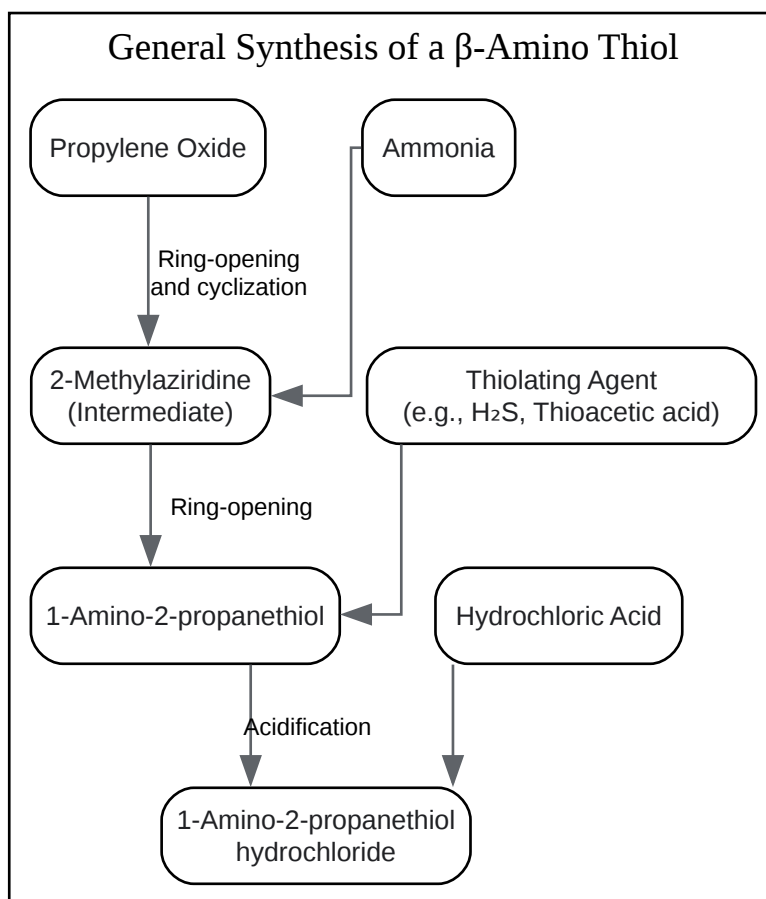 General Synthesis of a β-Amino Thiol
Propylene Oxide
Ammonia
Ring-opening
and cyclization
2-Methylaziridine
(Intermediate)
Thiolating Agent
(e.g., H₂S, Thioacetic acid)
Ring-opening
1-Amino-2-propanethiol
Hydrochloric Acid
Acidification
1-Amino-2-propanethiol
hydrochloride